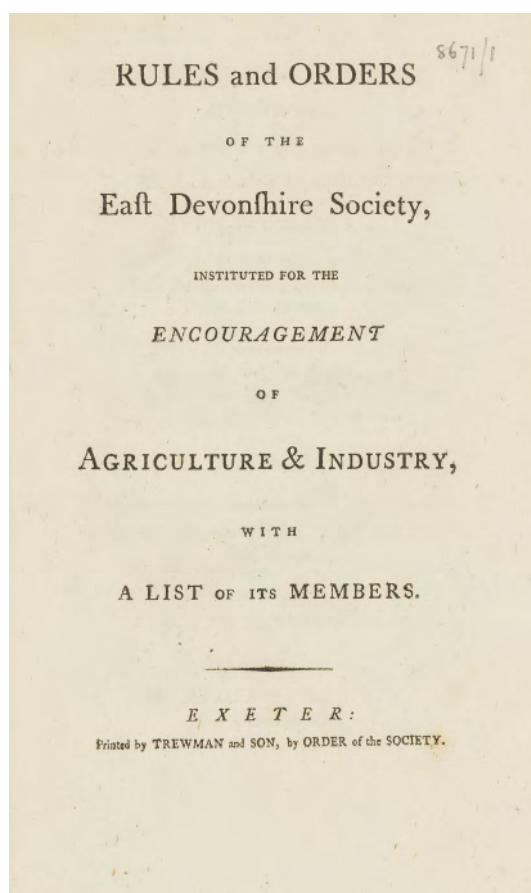 8671/1
RULES and ORDERS
OF THE
Eaſt Devonſhire Society,
INSTITUTED FOR THE
ENCOURAGEMENT
OF
AGRICULTURE & INDUSTRY,
WITH
A LIST OF ITS MEMBERS.
EXETER:
Printed by TREWMAN and SON, by ORDER of the SOCIETY.